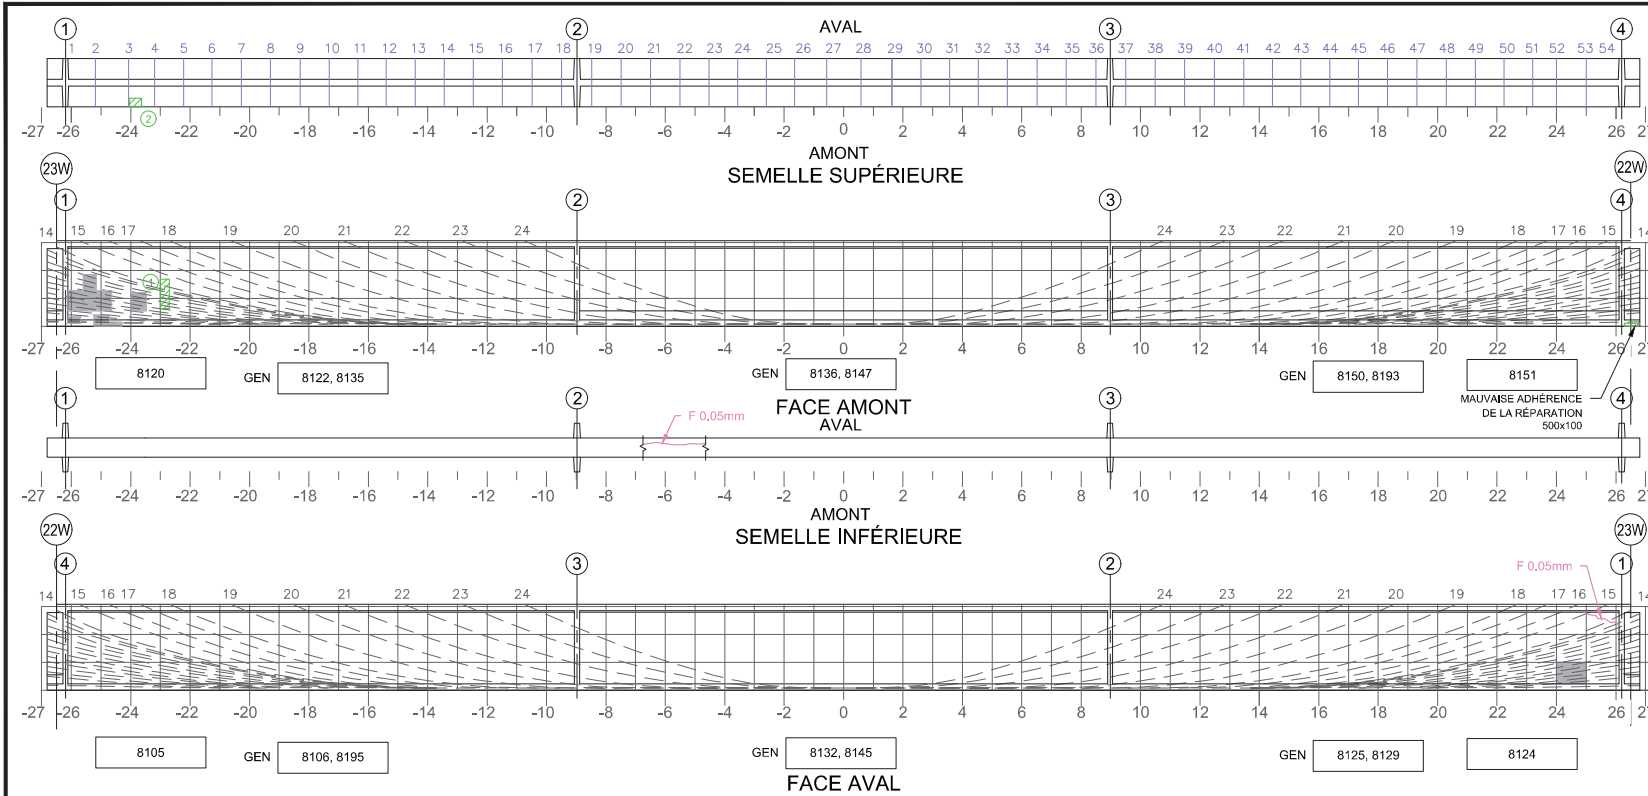 1 2 AVAL 3 4
1 2 3 4 5 6 7 8 9 10 11 12 13 14 15 16 17 18 19 20 21 22 23 24 25 26 27 28 29 30 31 32 33 34 35 36 37 38 39 40 41 42 43 44 45 46 47 48 49 50 51 52 53 54
2
-27 -26 -24 -22 -20 -18 -16 -14 -12 -10 -8 -6 -4 -2 0 2 4 6 8 10 12 14 16 18 20 22 24 26 27
AMONT
SEMELLE SUPÉRIEURE
23W 22W
1 2 3 4
14 15 16 17 18 19 20 21 22 23 24 24 23 22 21 20 19 18 17 16 15 14
1
-27 -26 -24 -22 -20 -18 -16 -14 -12 -10 -8 -6 -4 -2 0 2 4 6 8 10 12 14 16 18 20 22 24 26 27
8120 GEN 8122, 8135 GEN 8136, 8147 GEN 8150, 8193 8151
MAUVAISE ADHÉRENCE
DE LA RÉPARATION
500x100
FACE AMONT
1 2 AVAL 3 4
F 0.05mm
-27 -26 -24 -22 -20 -18 -16 -14 -12 -10 -8 -6 -4 -2 0 2 4 6 8 10 12 14 16 18 20 22 24 26 27
AMONT
SEMELLE INFÉRIEURE
22W 23W
4 3 2 1
F 0.05mm
14 15 16 17 18 19 20 21 22 23 24 24 23 22 21 20 19 18 17 16 15 14
-27 -26 -24 -22 -20 -18 -16 -14 -12 -10 -8 -6 -4 -2 0 2 4 6 8 10 12 14 16 18 20 22 24 26 27
8105 GEN 8106, 8195 GEN 8132, 8145 GEN 8125, 8129 8124
FACE AVAL